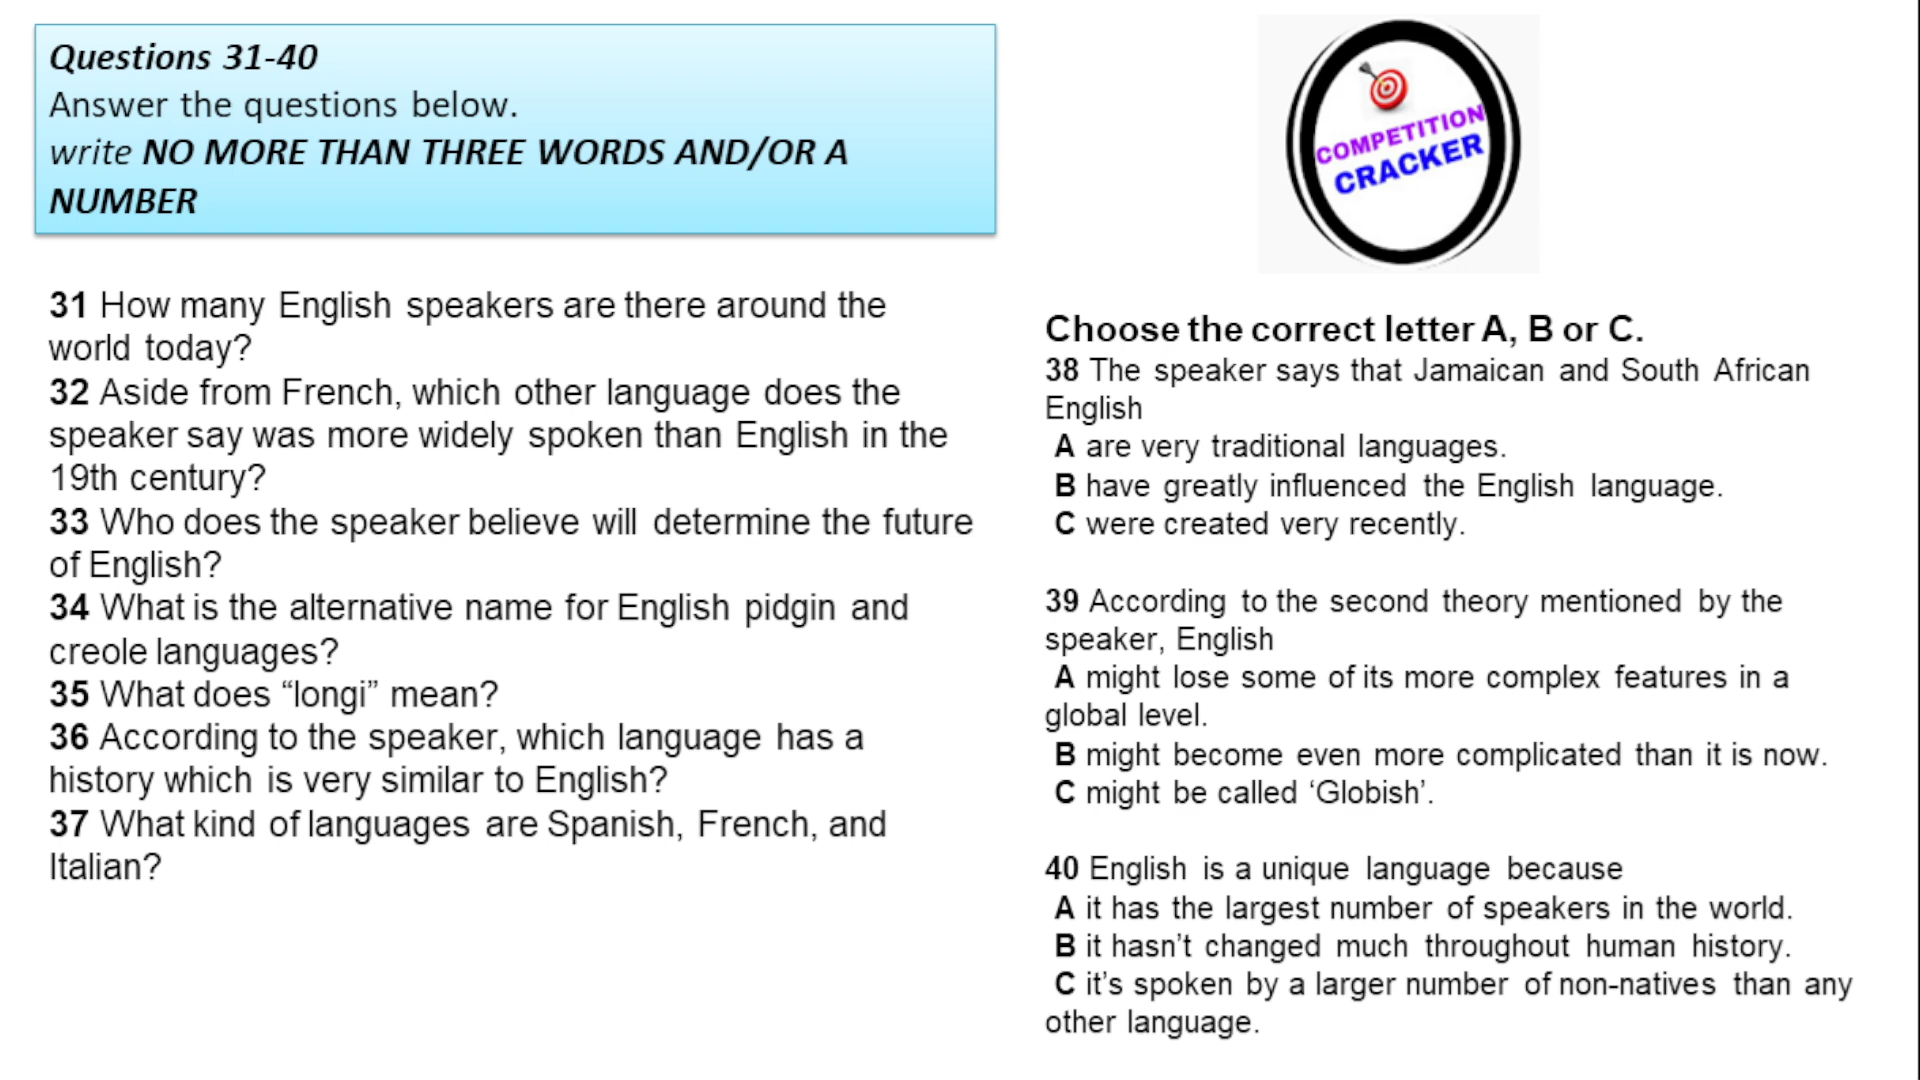 Questions 31-40
Answer the questions below.
write NO MORE THAN THREE WORDS AND/OR A
NUMBER
31 How many English speakers are there around the
world today?
32 Aside from French, which other language does the
speaker say was more widely spoken than English in the
19th century?
33 Who does the speaker believe will determine the future
of English?
34 What is the alternative name for English pidgin and
creole languages?
35 What does “longi” mean?
36 According to the speaker, which language has a
history which is very similar to English?
37 What kind of languages are Spanish, French, and
Italian?
COMPETITION
CRACKER
Choose the correct letter A, B or C.
38 The speaker says that Jamaican and South African
English
A are very traditional languages.
B have greatly influenced the English language.
C were created very recently.
39 According to the second theory mentioned by the
speaker, English
A might lose some of its more complex features in a
global level.
B might become even more complicated than it is now.
C might be called ‘Globish’.
40 English is a unique language because
A it has the largest number of speakers in the world.
B it hasn’t changed much throughout human history.
C it’s spoken by a larger number of non-natives than any
other language.